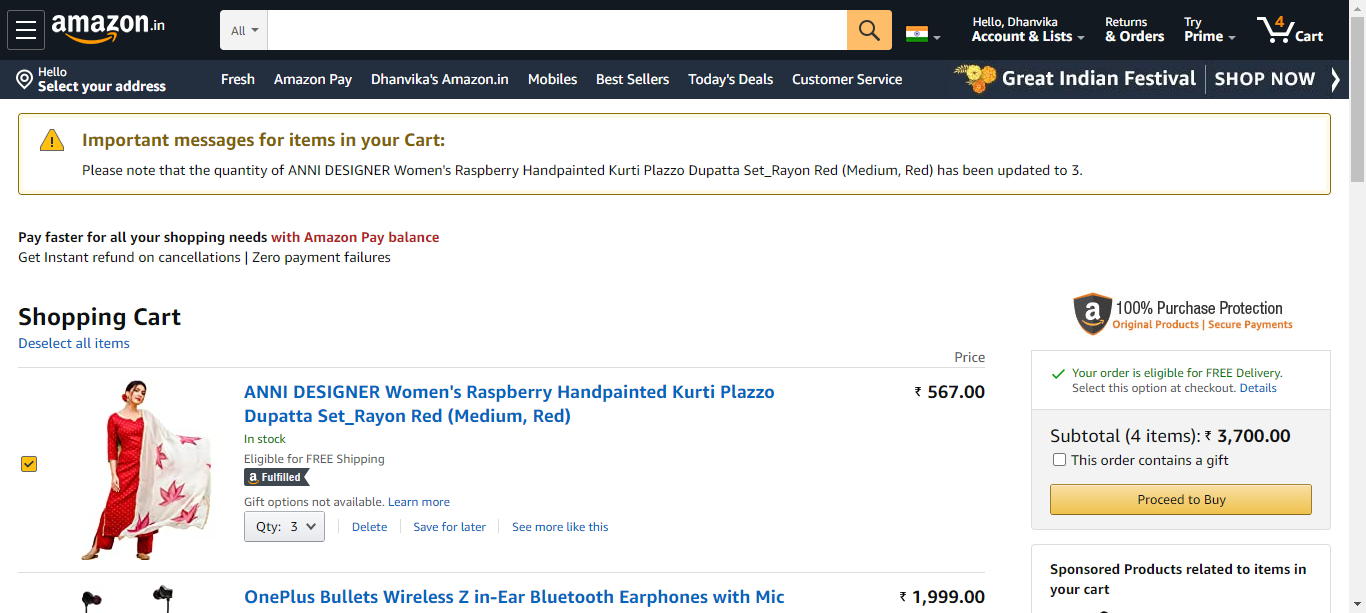 amazon.in
All
Hello, Dhanvika
Account & Lists
Returns
& Orders
Try
Prime
4
Cart
Hello
Select your address
Fresh
Amazon Pay
Dhanvika's Amazon.in
Mobiles
Best Sellers
Today's Deals
Customer Service
Great Indian Festival
SHOP NOW
Important messages for items in your Cart:
Please note that the quantity of ANNI DESIGNER Women's Raspberry Handpainted Kurti Plazzo Dupatta Set_Rayon Red (Medium, Red) has been updated to 3.
Pay faster for all your shopping needs with Amazon Pay balance
Get Instant refund on cancellations | Zero payment failures
Shopping Cart
Deselect all items
Price
ANNI DESIGNER Women's Raspberry Handpainted Kurti Plazzo
Dupatta Set_Rayon Red (Medium, Red)
₹ 567.00
In stock
Eligible for FREE Shipping
a Fulfilled
Gift options not available. Learn more
Qty: 3
Delete
Save for later
See more like this
OnePlus Bullets Wireless Z in-Ear Bluetooth Earphones with Mic
₹ 1,999.00
a
100% Purchase Protection
Original Products | Secure Payments
Your order is eligible for FREE Delivery.
Select this option at checkout. Details
Subtotal (4 items): ₹ 3,700.00
This order contains a gift
Proceed to Buy
Sponsored Products related to items in
your cart